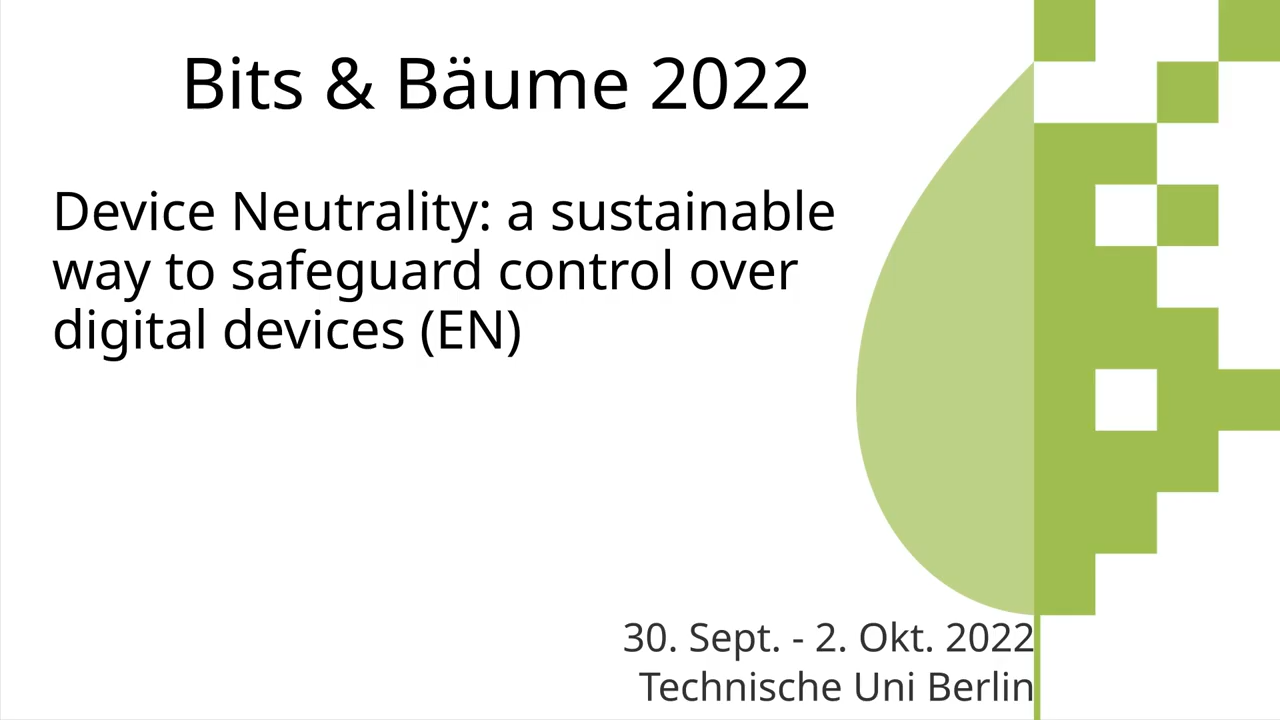 Bits & Bäume 2022
Device Neutrality: a sustainable
way to safeguard control over
digital devices (EN)
30. Sept. - 2. Okt. 2022
Technische Uni Berlin